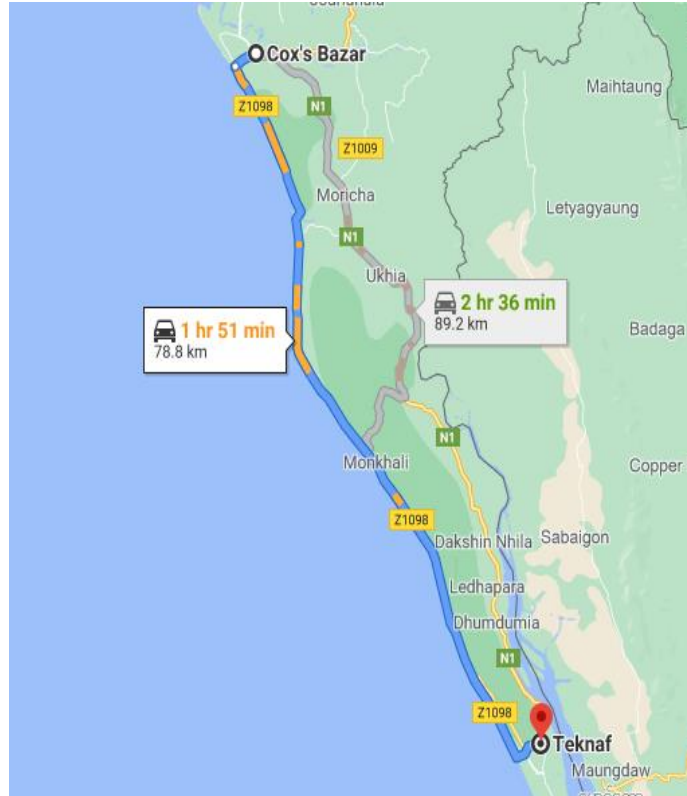 Cox's Bazar
Maihtaung
Z1098
N1
Z1009
Moricha
Letyagyaung
N1
Ukhia
2 hr 36 min
89.2 km
1 hr 51 min
78.8 km
Badaga
N1
Monkhali
Copper
Z1098
Dakshin Nhila
Sabaigon
Ledhapara
Dhumdumia
N1
Z1098
Teknaf
Maungdaw